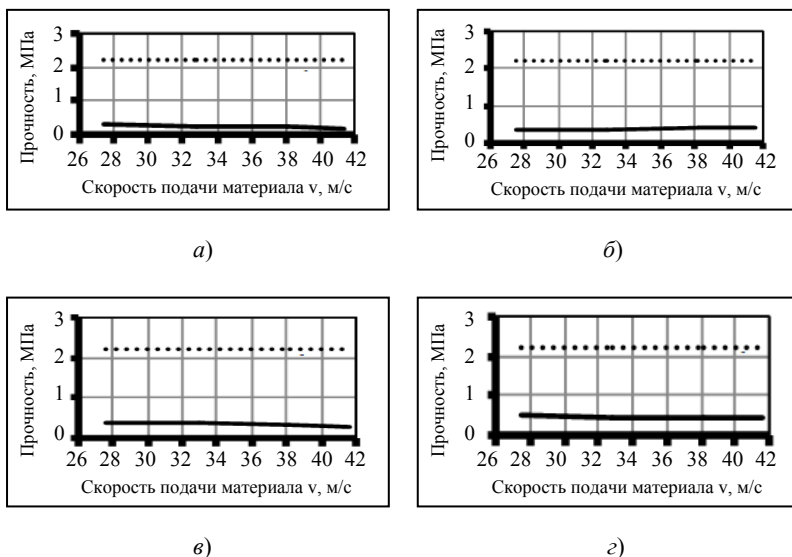 Прочность, МПа
3
2
1
0
26 28 30 32 34 36 38 40 42
Скорость подачи материала v, м/с
а)
Прочность, МПа
3
2
1
0
26 28 30 32 34 36 38 40 42
Скорость подачи материала v, м/с
б)
Прочность, МПа
3
2
1
0
26 28 30 32 34 36 38 40 42
Скорость подачи материала v, м/с
в)
Прочность, МПа
3
2
1
0
26 28 30 32 34 36 38 40 42
Скорость подачи материала v, м/с
г)